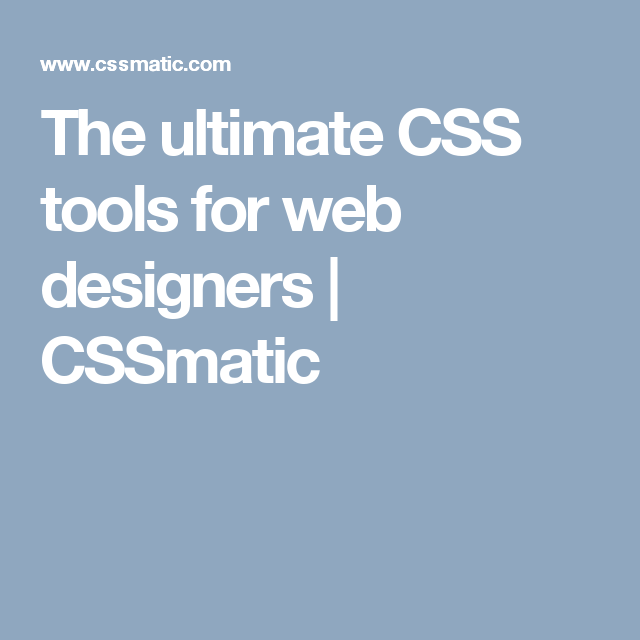 www.cssmatic.com
The ultimate CSS
tools for web
designers |
CSSmatic